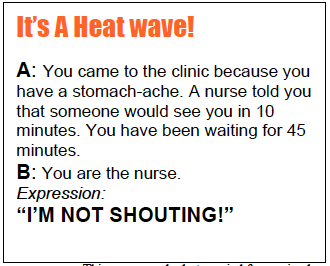 It's A Heat wave!
A: You came to the clinic because you
have a stomach-ache. A nurse told you
that someone would see you in 10
minutes. You have been waiting for 45
minutes.
B: You are the nurse.
Expression:
“I’M NOT SHOUTING!”